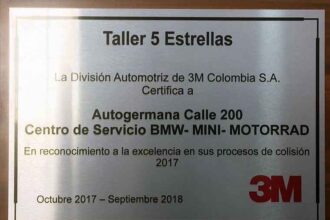 Taller 5 Estrellas
La División Automotriz de 3M Colombia S.A.
Certifica a
Autogermana Calle 200
Centro de Servicio BMW- MINI- MOTORRAD
En reconocimiento a la excelencia en sus procesos de colisión
2017
Octubre 2017 – Septiembre 2018
3M